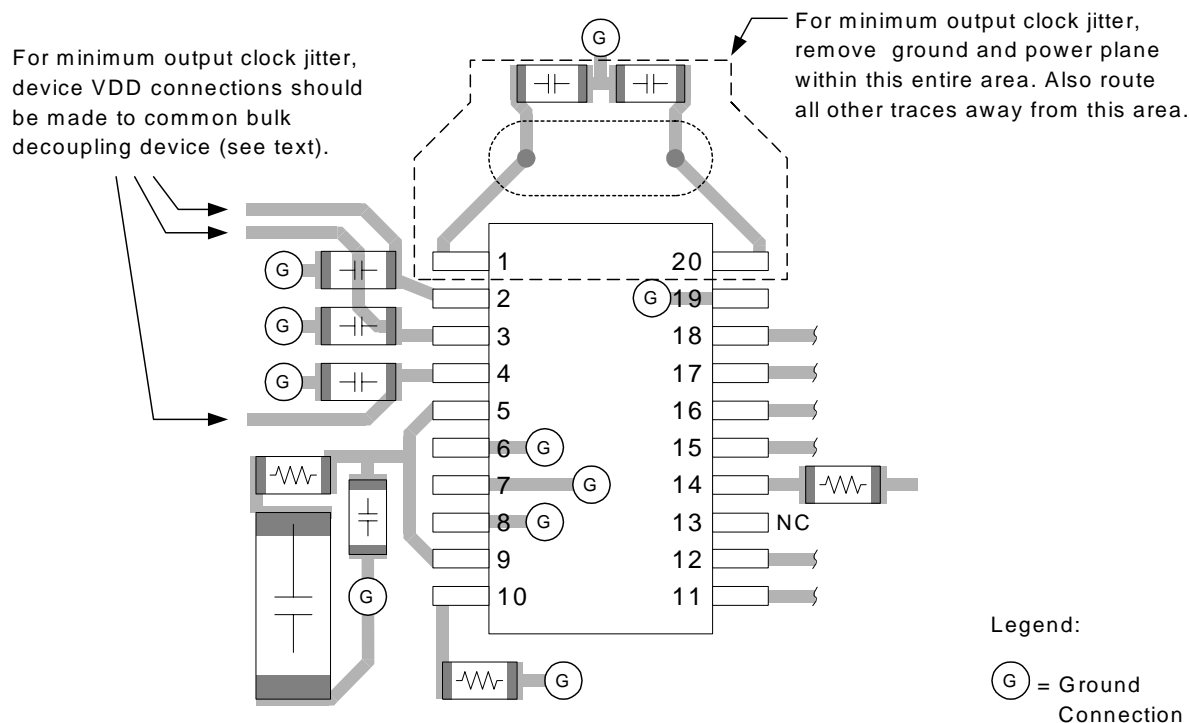 For minimum output clock jitter,
device VDD connections should
be made to common bulk
decoupling device (see text).
For minimum output clock jitter,
remove ground and power plane
within this entire area. Also route
all other traces away from this area.
G
1
20
G
2
G
19
G
3
18
G
4
17
5
16
6
G
15
7
G
14
8
G
13
NC
9
12
G
10
11
G
Legend:
G = Ground
Connection